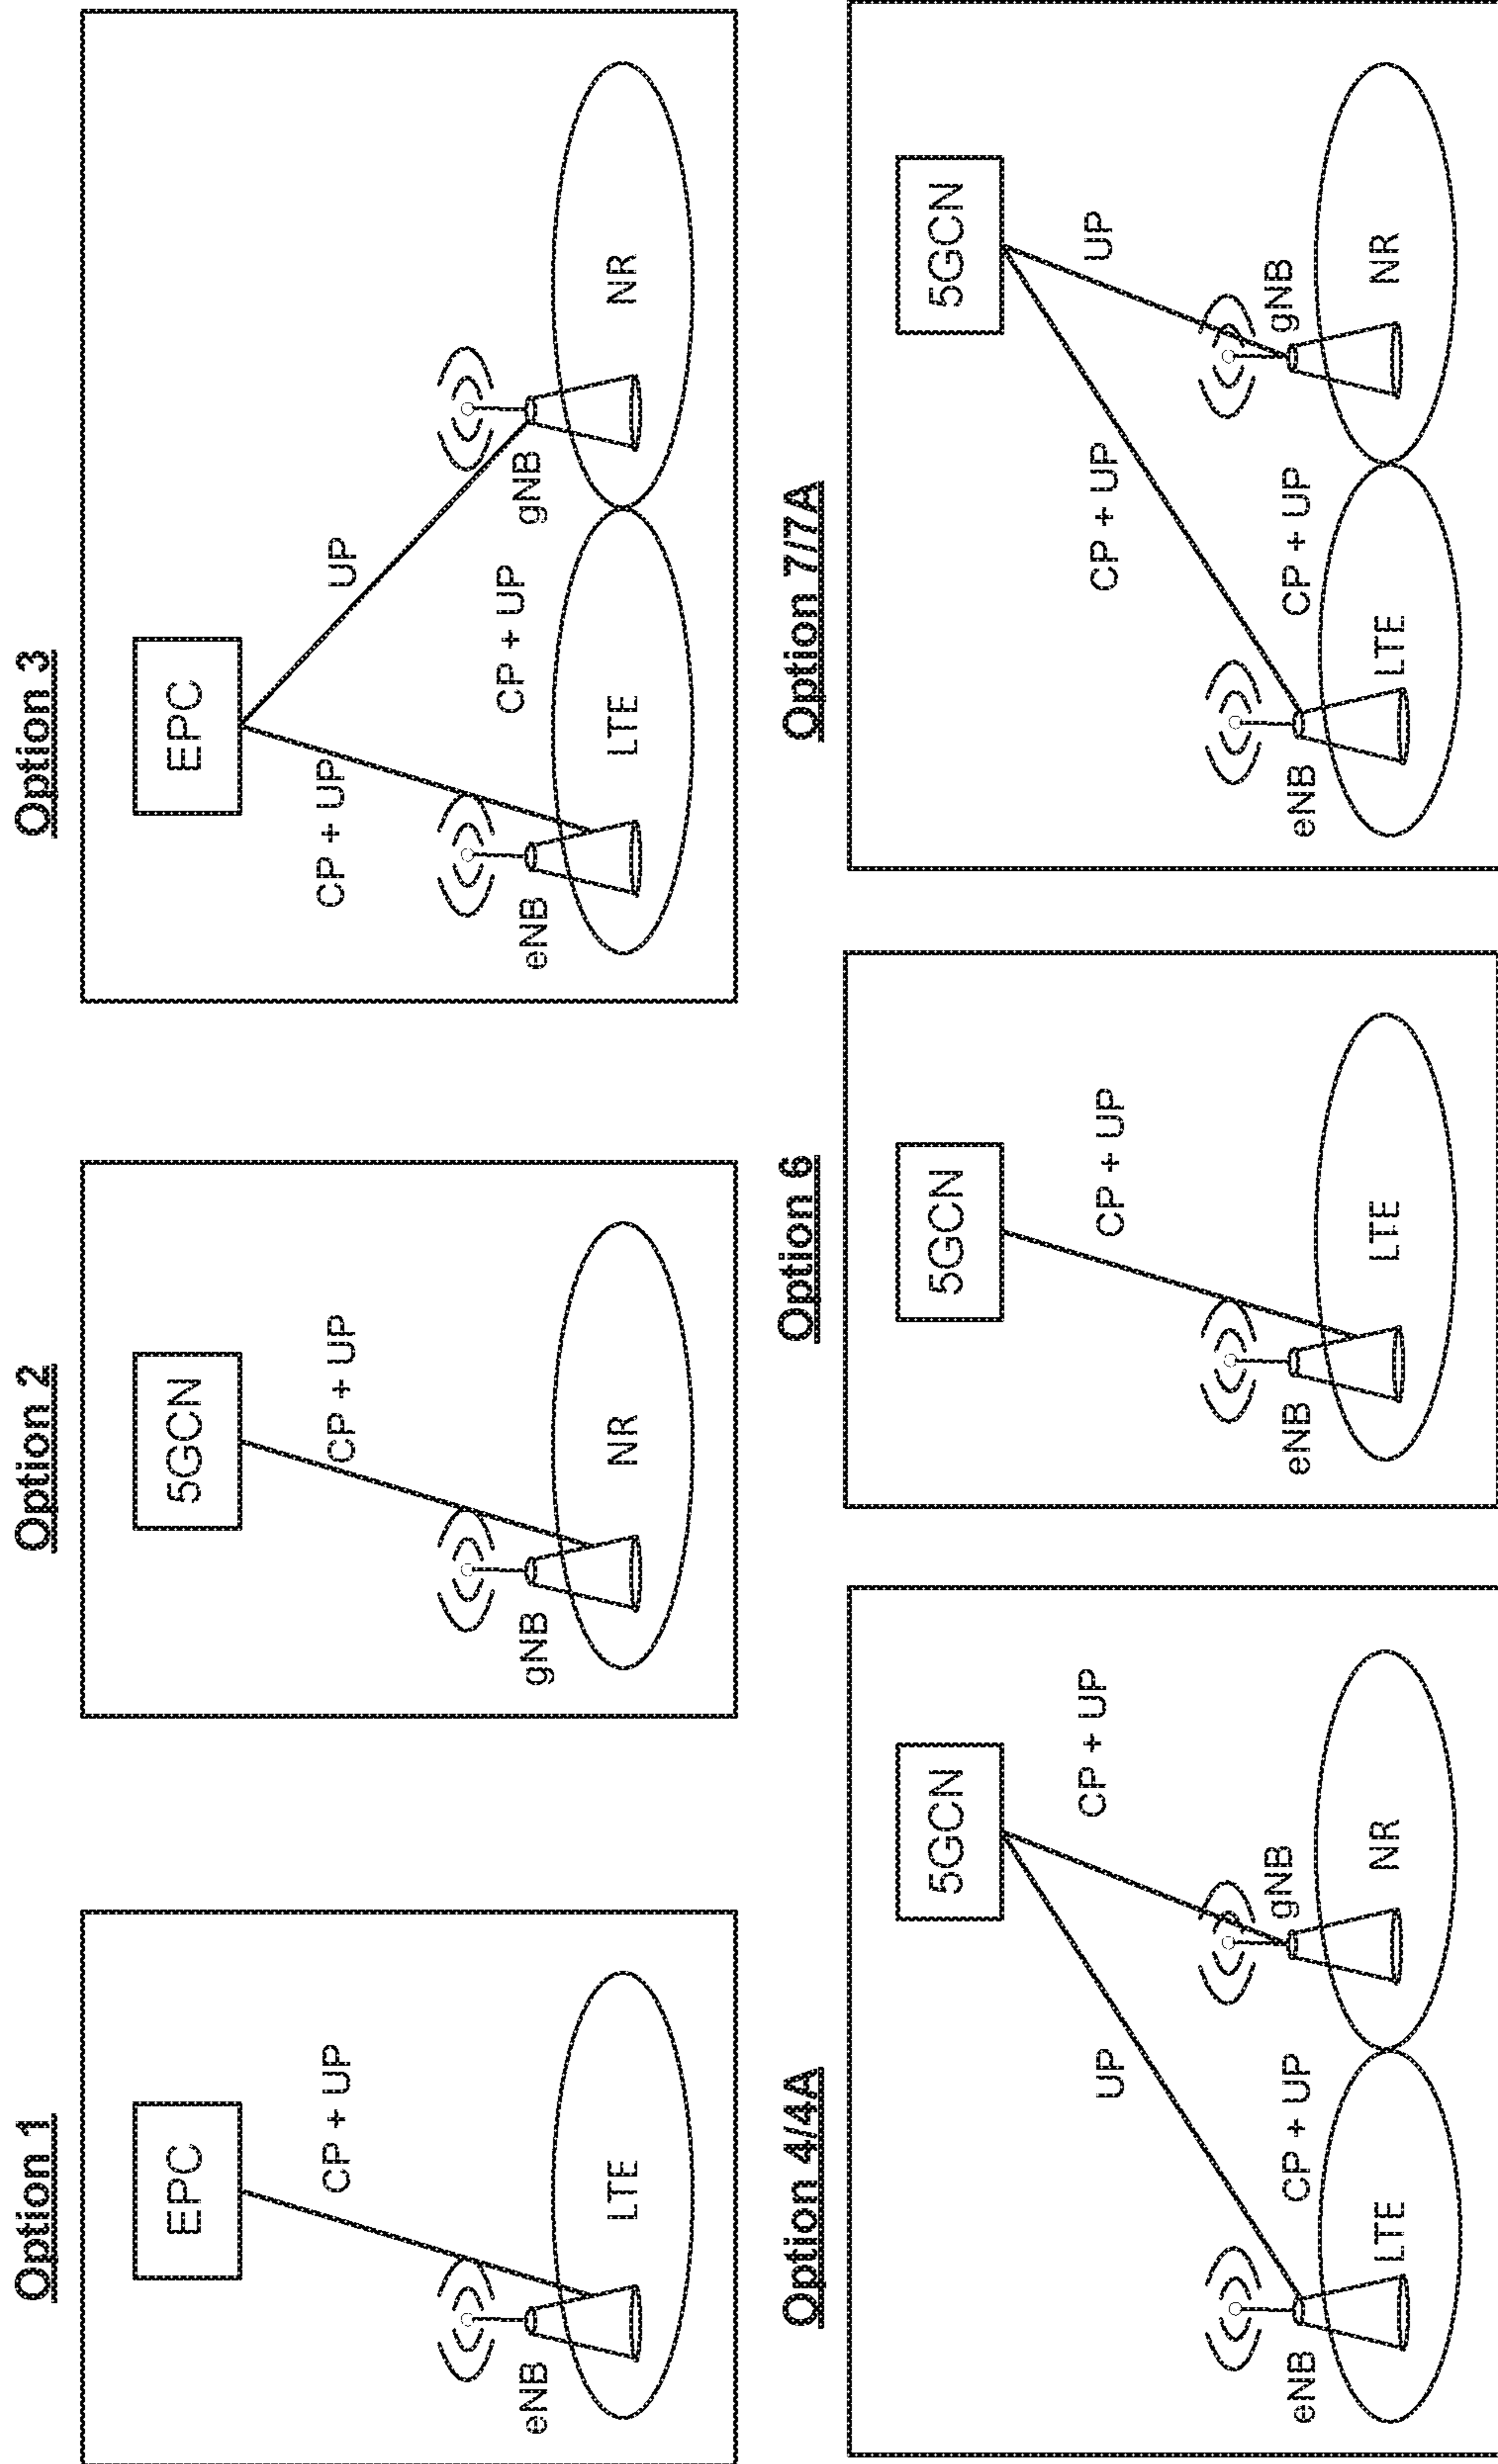 Option 1
EPC
CP + UP
eNB
LTE
Option 2
5GCN
CP + UP
gNB
NR
Option 3
EPC
CP + UP
UP
eNB
CP + UP
gNB
LTE
NR
Option 4/4A
5GCN
UP
CP + UP
eNB
CP + UP
gNB
LTE
NR
Option 6
5GCN
CP + UP
eNB
LTE
Option 7/7A
5GCN
CP + UP
UP
eNB
CP + UP
gNB
LTE
NR